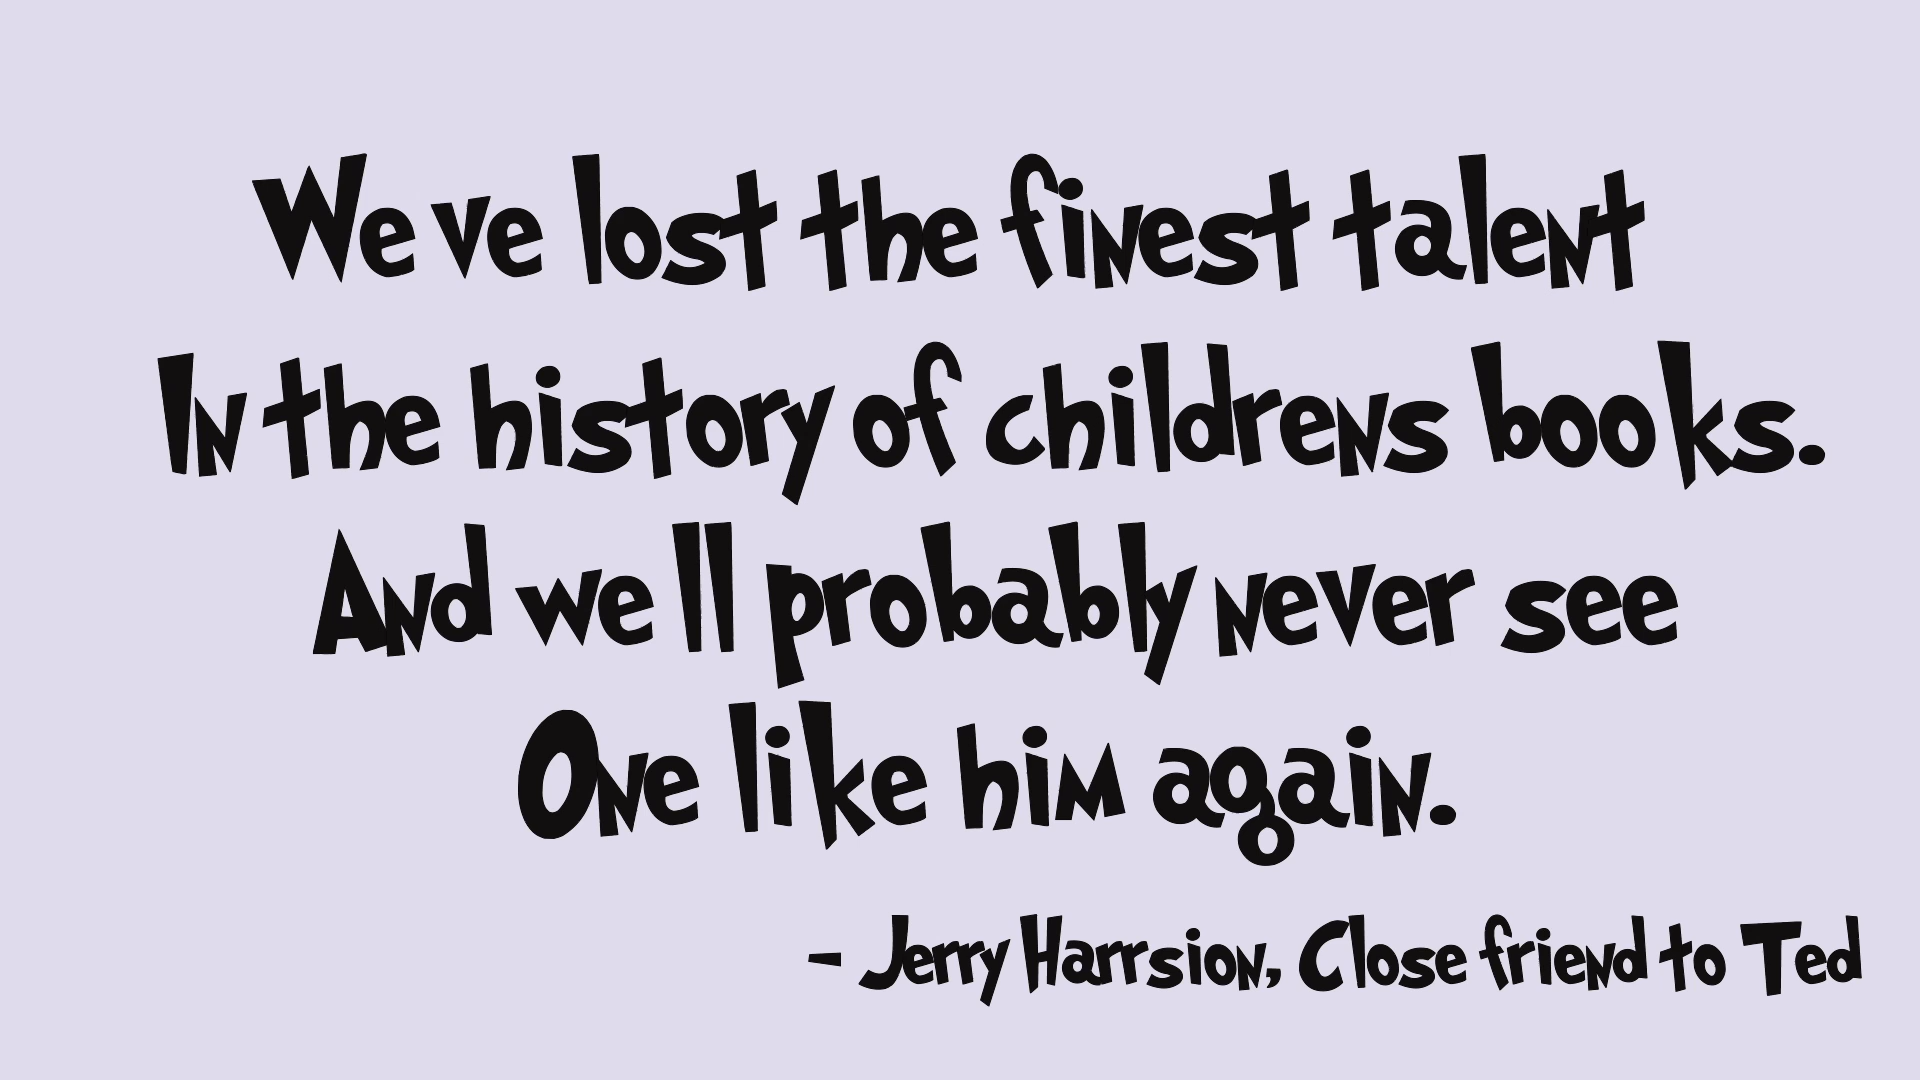 We ve lost the finest talent
In the history of childrens books.
And we ll probably never see
One like him again.
- Jerry Harrsion, Close friend to Ted